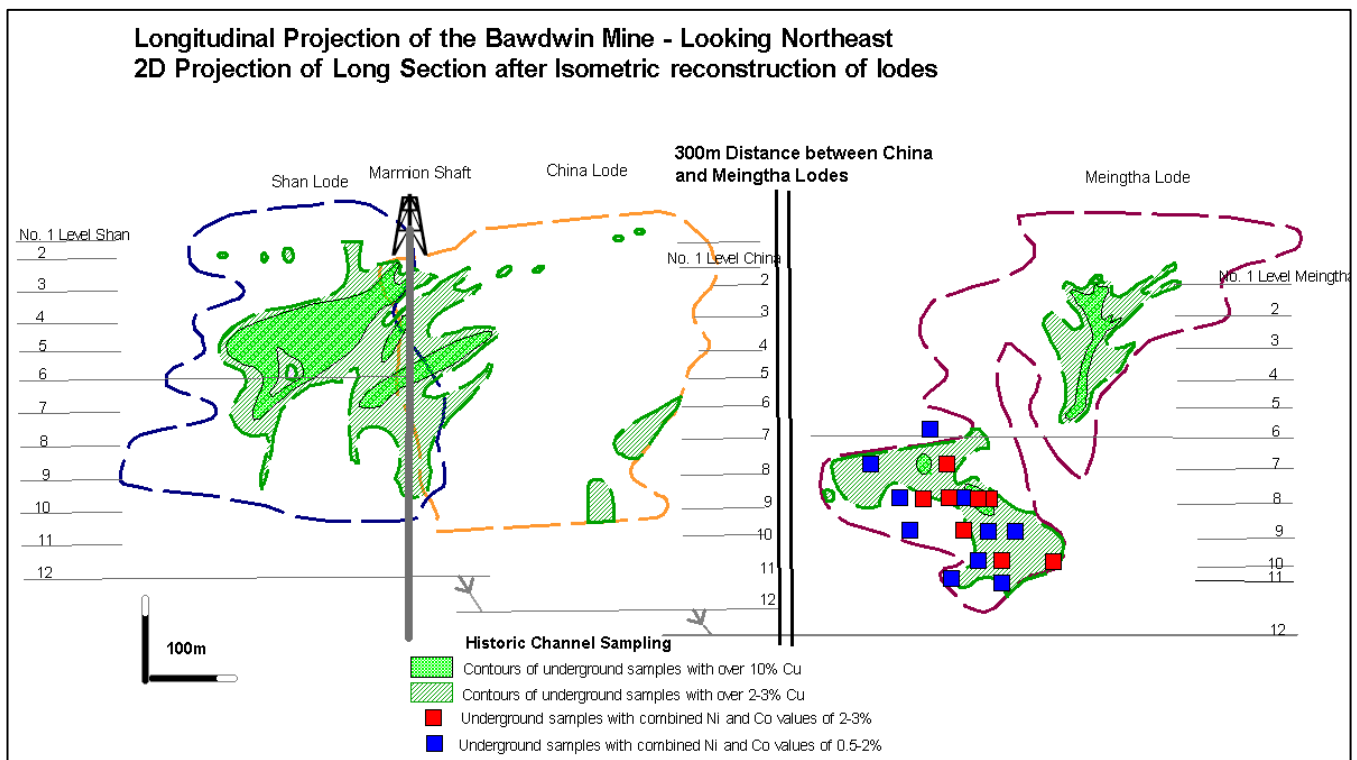 Longitudinal Projection of the Bawdwin Mine - Looking Northeast
2D Projection of Long Section after Isometric reconstruction of lodes
300m Distance between China
and Meingtha Lodes
Shan Lode
Marmion Shaft
China Lode
Meingtha Lode
No. 1 Level Shan
2
3
4
5
6
7
8
9
10
11
12
No. 1 Level China
2
3
4
5
6
7
8
9
10
11
12
No. 1 Level Meingtha
2
3
4
5
6
7
8
9
10
11
12
100m
Historic Channel Sampling
Contours of underground samples with over 10% Cu
Contours of underground samples with over 2-3% Cu
Underground samples with combined Ni and Co values of 2-3%
Underground samples with combined Ni and Co values of 0.5-2%